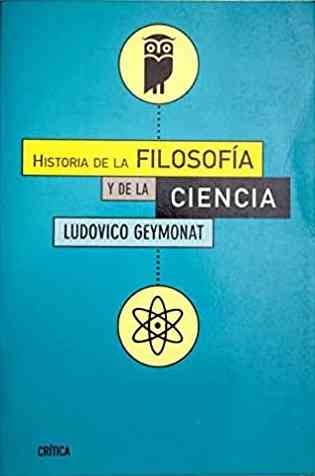 HISTORIA DE LA FILOSOFÍA
Y DE LA CIENCIA
LUDOVICO GEYMONAT
CRÍTICA